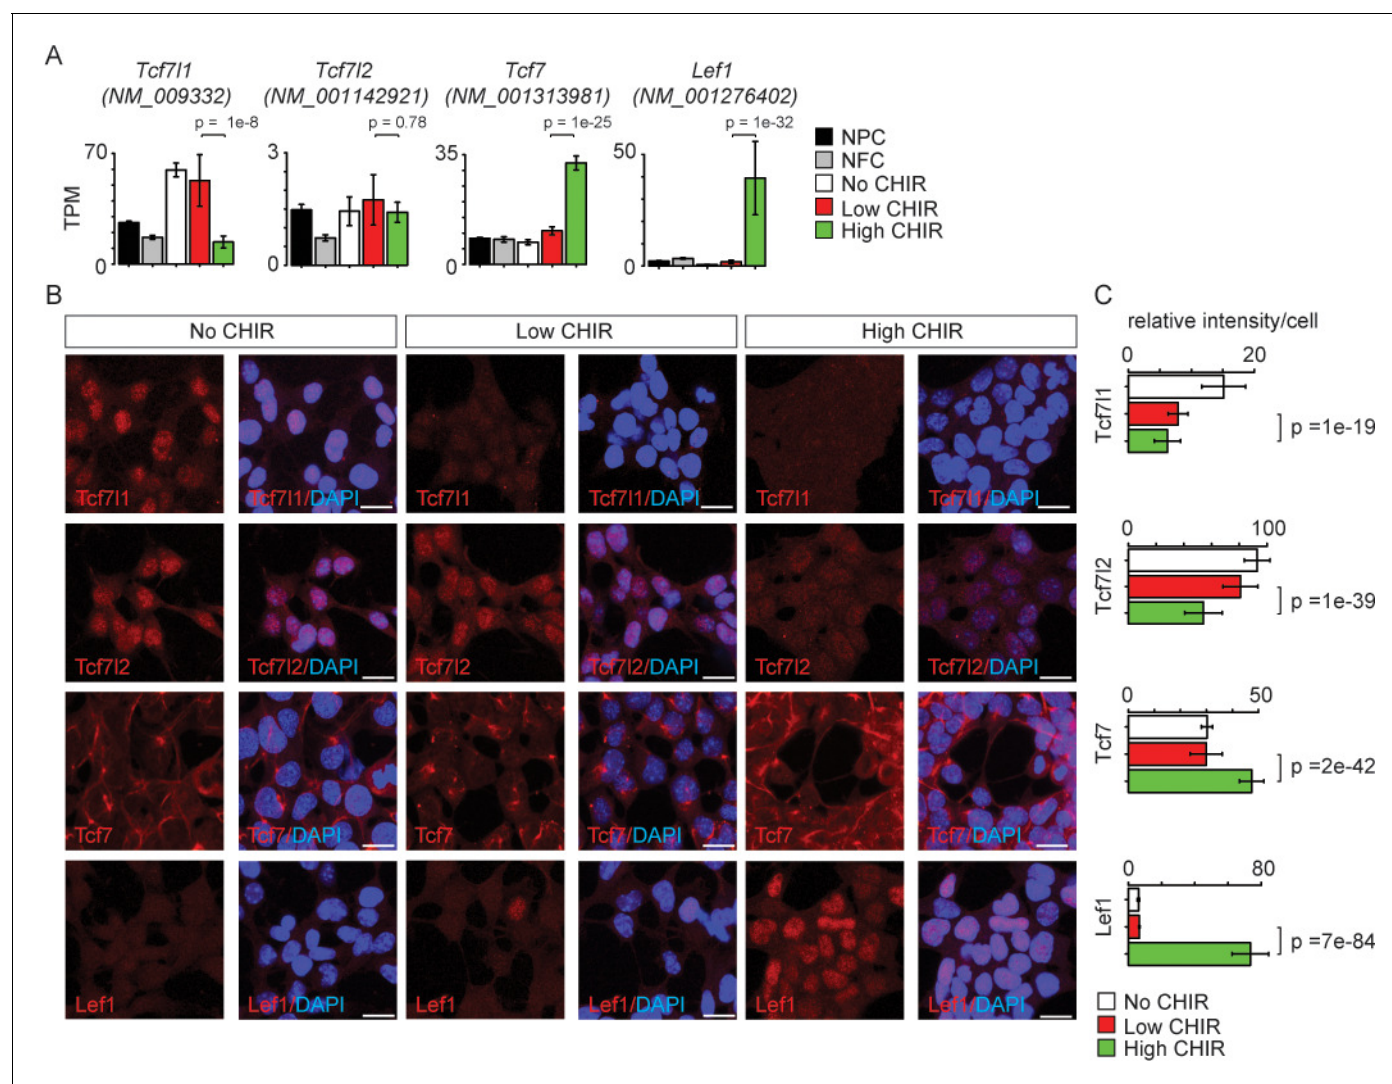 A
Tcf7l1
(NM_009332)
Tcf7l2
(NM_001142921)
Tcf7
(NM_001313981)
Lef1
(NM_001276402)
p = 1e-8
p = 0.78
p = 1e-25
p = 1e-32
TPM
70
0
3
0
35
0
50
0
NPC
NFC
No CHIR
Low CHIR
High CHIR
B
No CHIR
Low CHIR
High CHIR
Tcf7l1
Tcf7l1/DAPI
Tcf7l1
Tcf7l1/DAPI
Tcf7l1
Tcf7l1/DAPI
Tcf7l2
Tcf7l2/DAPI
Tcf7l2
Tcf7l2/DAPI
Tcf7l2
Tcf7l2/DAPI
Tcf7
Tcf7/DAPI
Tcf7
Tcf7/DAPI
Tcf7
Tcf7/DAPI
Lef1
Lef1/DAPI
Lef1
Lef1/DAPI
Lef1
Lef1/DAPI
C
relative intensity/cell
0 20
Tcf7l1
p =1e-19
0 100
Tcf7l2
p =1e-39
0 50
Tcf7
p =2e-42
0 80
Lef1
p =7e-84
No CHIR
Low CHIR
High CHIR